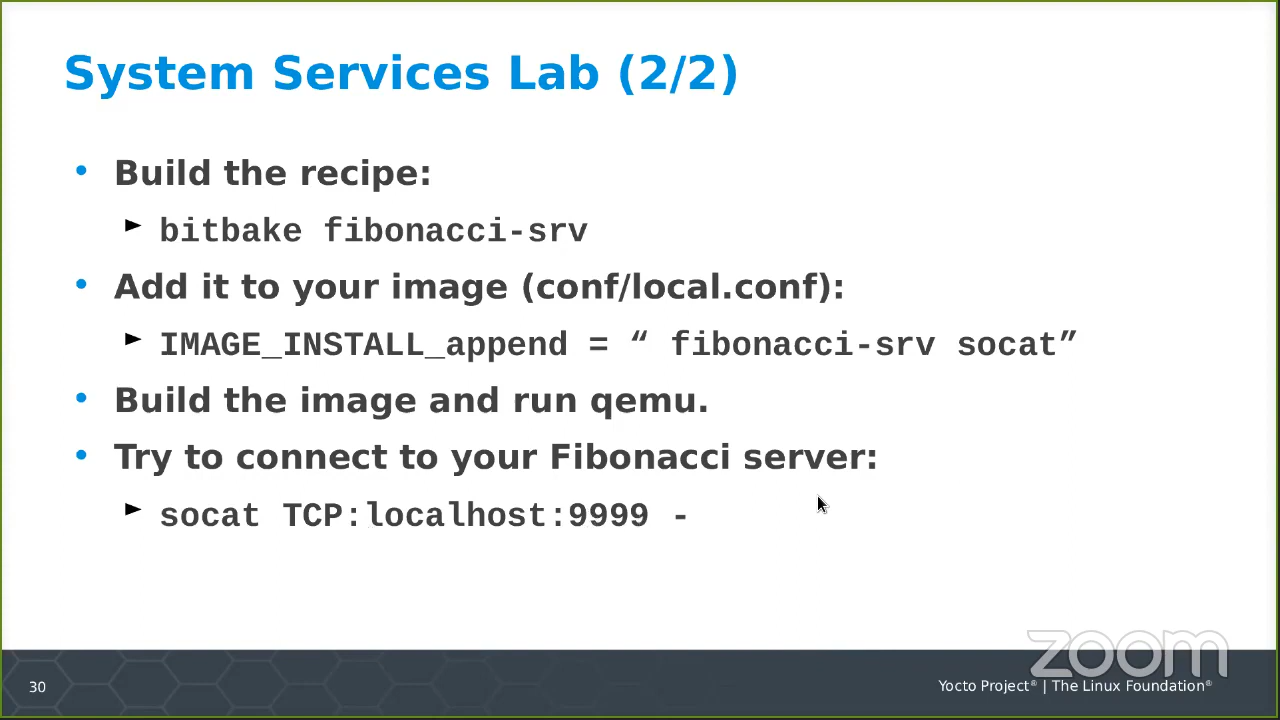 System Services Lab (2/2)
• Build the recipe:
► bitbake fibonacci-srv
• Add it to your image (conf/local.conf):
► IMAGE_INSTALL_append = “ fibonacci-srv socat”
• Build the image and run qemu.
• Try to connect to your Fibonacci server:
► socat TCP:localhost:9999 -
zoom
30
Yocto Project® | The Linux Foundation®